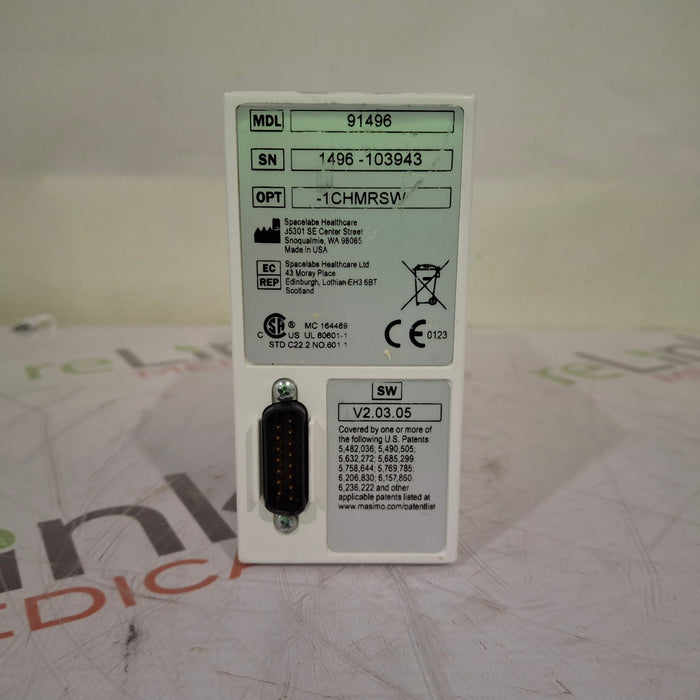 MDL 91496
SN 1496 -103943
OPT -1CHMRSW
Spacelabs Healthcare
35301 SE Center Street
Snoqualmie, WA 98065
Made in USA
EC REP
Spacelabs Healthcare Ltd.
43 Moray Place
Edinburgh, Lothian EH3 6BT
Scotland
C US ® MC 164489
UL 60601-1
STD C22.2 NO.601.1
CE 0123
SW
V2.03.05
Covered by one or more of
the following U.S. Patents:
5,482,036; 5,490,505;
5,632,272; 5,685,299
5,758,644; 5,769,785;
6,206,830; 6,157,850
6,236,222 and other
applicable patents listed at
www.masimo.com/patentlist
reLink
MEDICAL